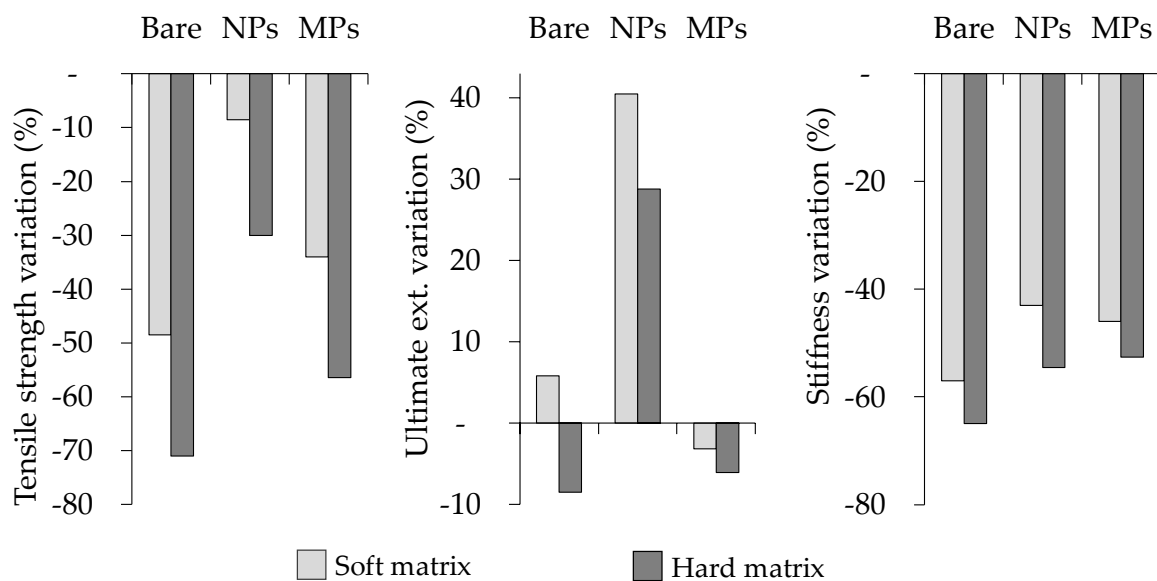 Bare NPs MPs
Tensile strength variation (%)
-
-10
-20
-30
-40
-50
-60
-70
-80
Bare NPs MPs
Ultimate ext. variation (%)
40
30
20
10
-
-10
Bare NPs MPs
Stiffness variation (%)
-
-20
-40
-60
-80
Soft matrix
Hard matrix